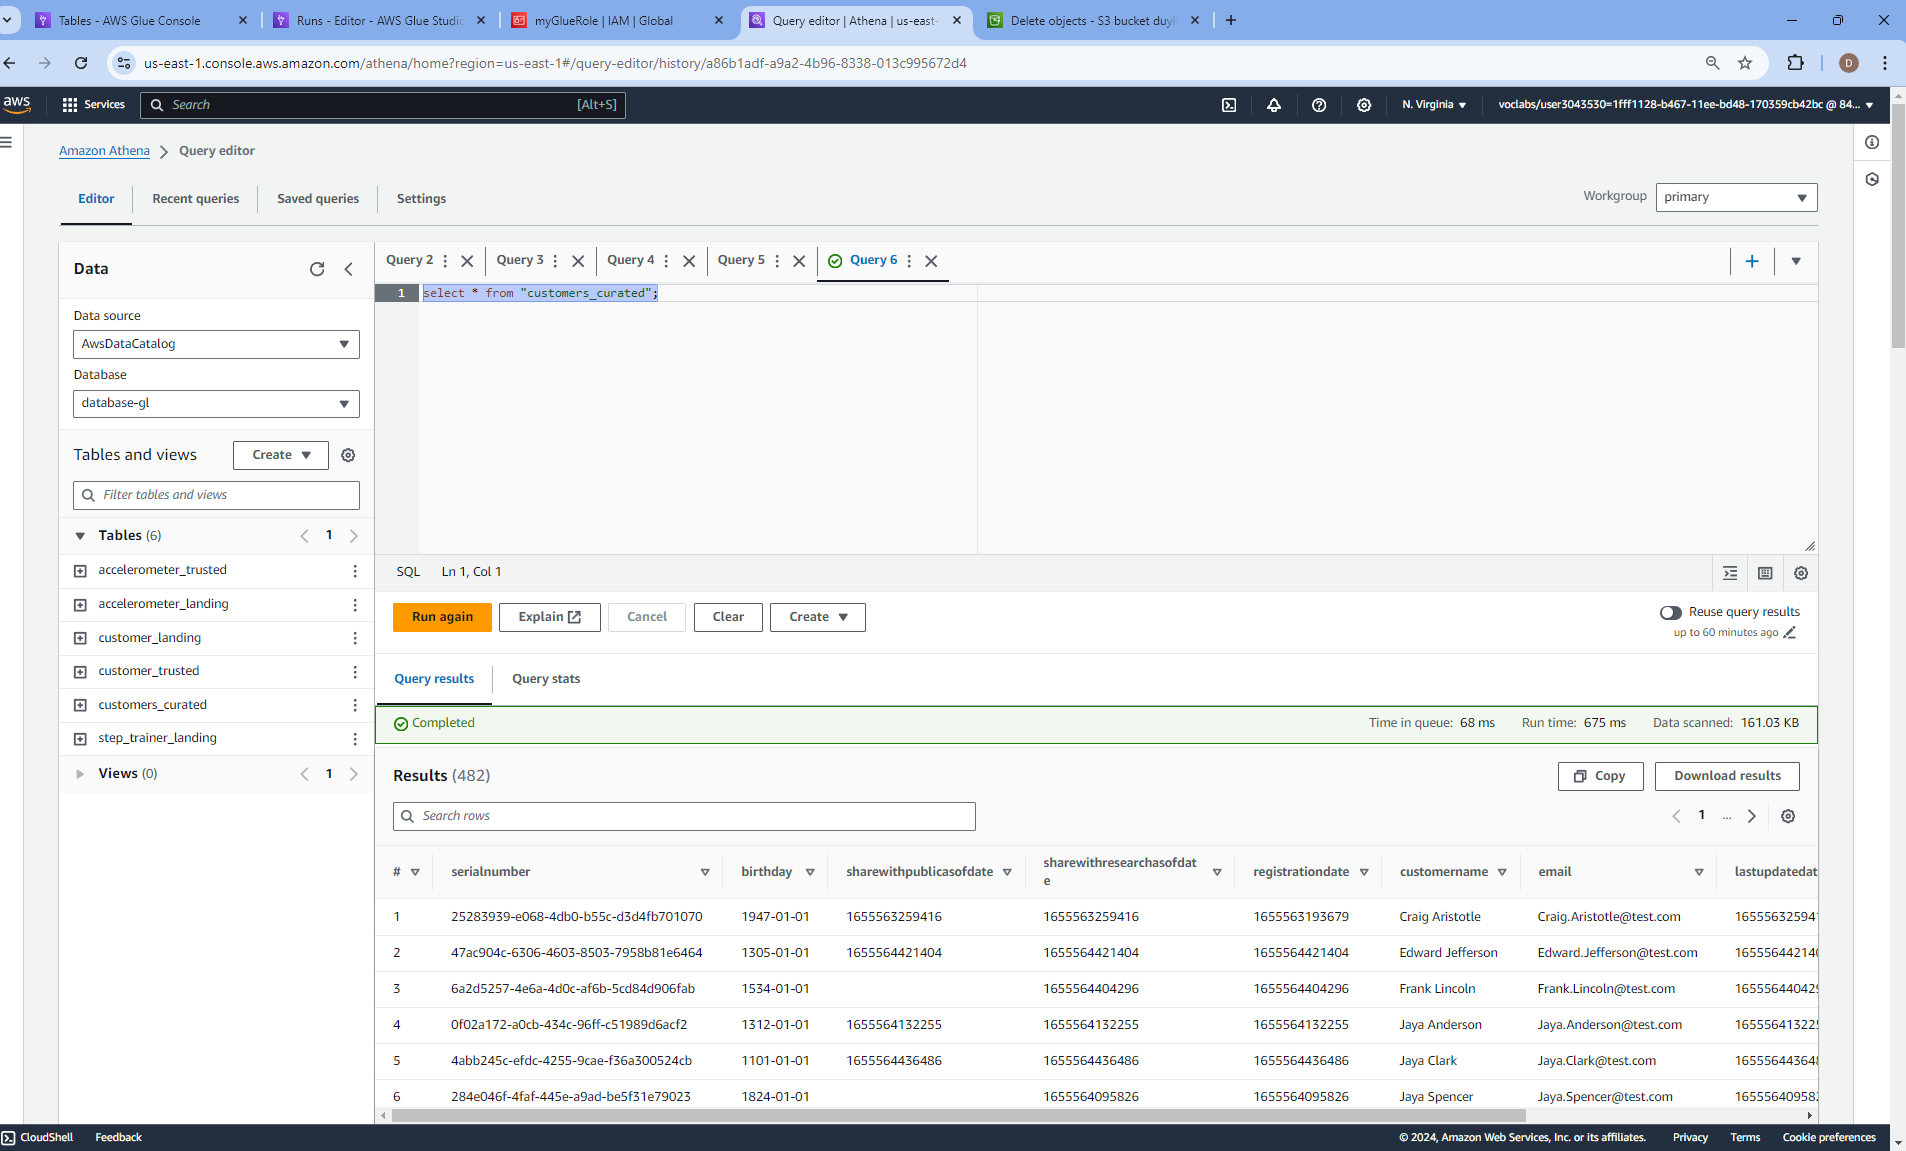 Tables - AWS Glue Console
Runs - Editor - AWS Glue Studio
myGlueRole | IAM | Global
Query editor | Athena | us-east-
Delete objects - S3 bucket duyl
us-east-1.console.aws.amazon.com/athena/home?region=us-east-1#/query-editor/history/a86b1adf-a9a2-4b96-8338-013c995672d4
D
aws
Services
Search
[Alt+S]
N. Virginia
voclabs/user3043530=1fff1128-b467-11ee-bd48-170359cb42bc @ 84...
Amazon Athena
Query editor
Editor
Recent queries
Saved queries
Settings
Workgroup
primary
Data
Data source
AwsDataCatalog
Database
database-gl
Tables and views
Create
Filter tables and views
Tables (6)
1
accelerometer_trusted
accelerometer_landing
customer_landing
customer_trusted
customers_curated
step_trainer_landing
Views (0)
1
Query 2
Query 3
Query 4
Query 5
Query 6
1
select * from "customers_curated";
SQL
Ln 1, Col 1
Run again
Explain
Cancel
Clear
Create
Reuse query results
up to 60 minutes ago
Query results
Query stats
Completed
Time in queue: 68 ms
Run time: 675 ms
Data scanned: 161.03 KB
Results (482)
Copy
Download results
Search rows
1 ...
# serialnumber birthday sharewithpublicasofdate sharewithresearchasofdat
e registrationdate customername email lastupdatedat
1 25283939-e068-4db0-b55c-d3d4fb701070 1947-01-01 1655563259416 1655563259416 1655563193679 Craig Aristotle Craig.Aristotle@test.com 165556325941
2 47ac904c-6306-4603-8503-7958b81e6464 1305-01-01 1655564421404 1655564421404 1655564421404 Edward Jefferson Edward.Jefferson@test.com 165556442140
3 6a2d5257-4e6a-4d0c-af6b-5cd84d906fab 1534-01-01 1655564404296 1655564404296 Frank Lincoln Frank.Lincoln@test.com 165556440429
4 0f02a172-a0cb-434c-96ff-c51989d6acf2 1312-01-01 1655564132255 1655564132255 1655564132255 Jaya Anderson Jaya.Anderson@test.com 165556413225
5 4abb245c-efdc-4255-9cae-f36a300524cb 1101-01-01 1655564436486 1655564436486 1655564436486 Jaya Clark Jaya.Clark@test.com 165556443648
6 284e046f-4faf-445e-a9ad-be5f31e79023 1824-01-01 1655564095826 1655564095826 Jaya Spencer Jaya.Spencer@test.com 165556409582
CloudShell
Feedback
© 2024, Amazon Web Services, Inc. or its affiliates.
Privacy
Terms
Cookie preferences